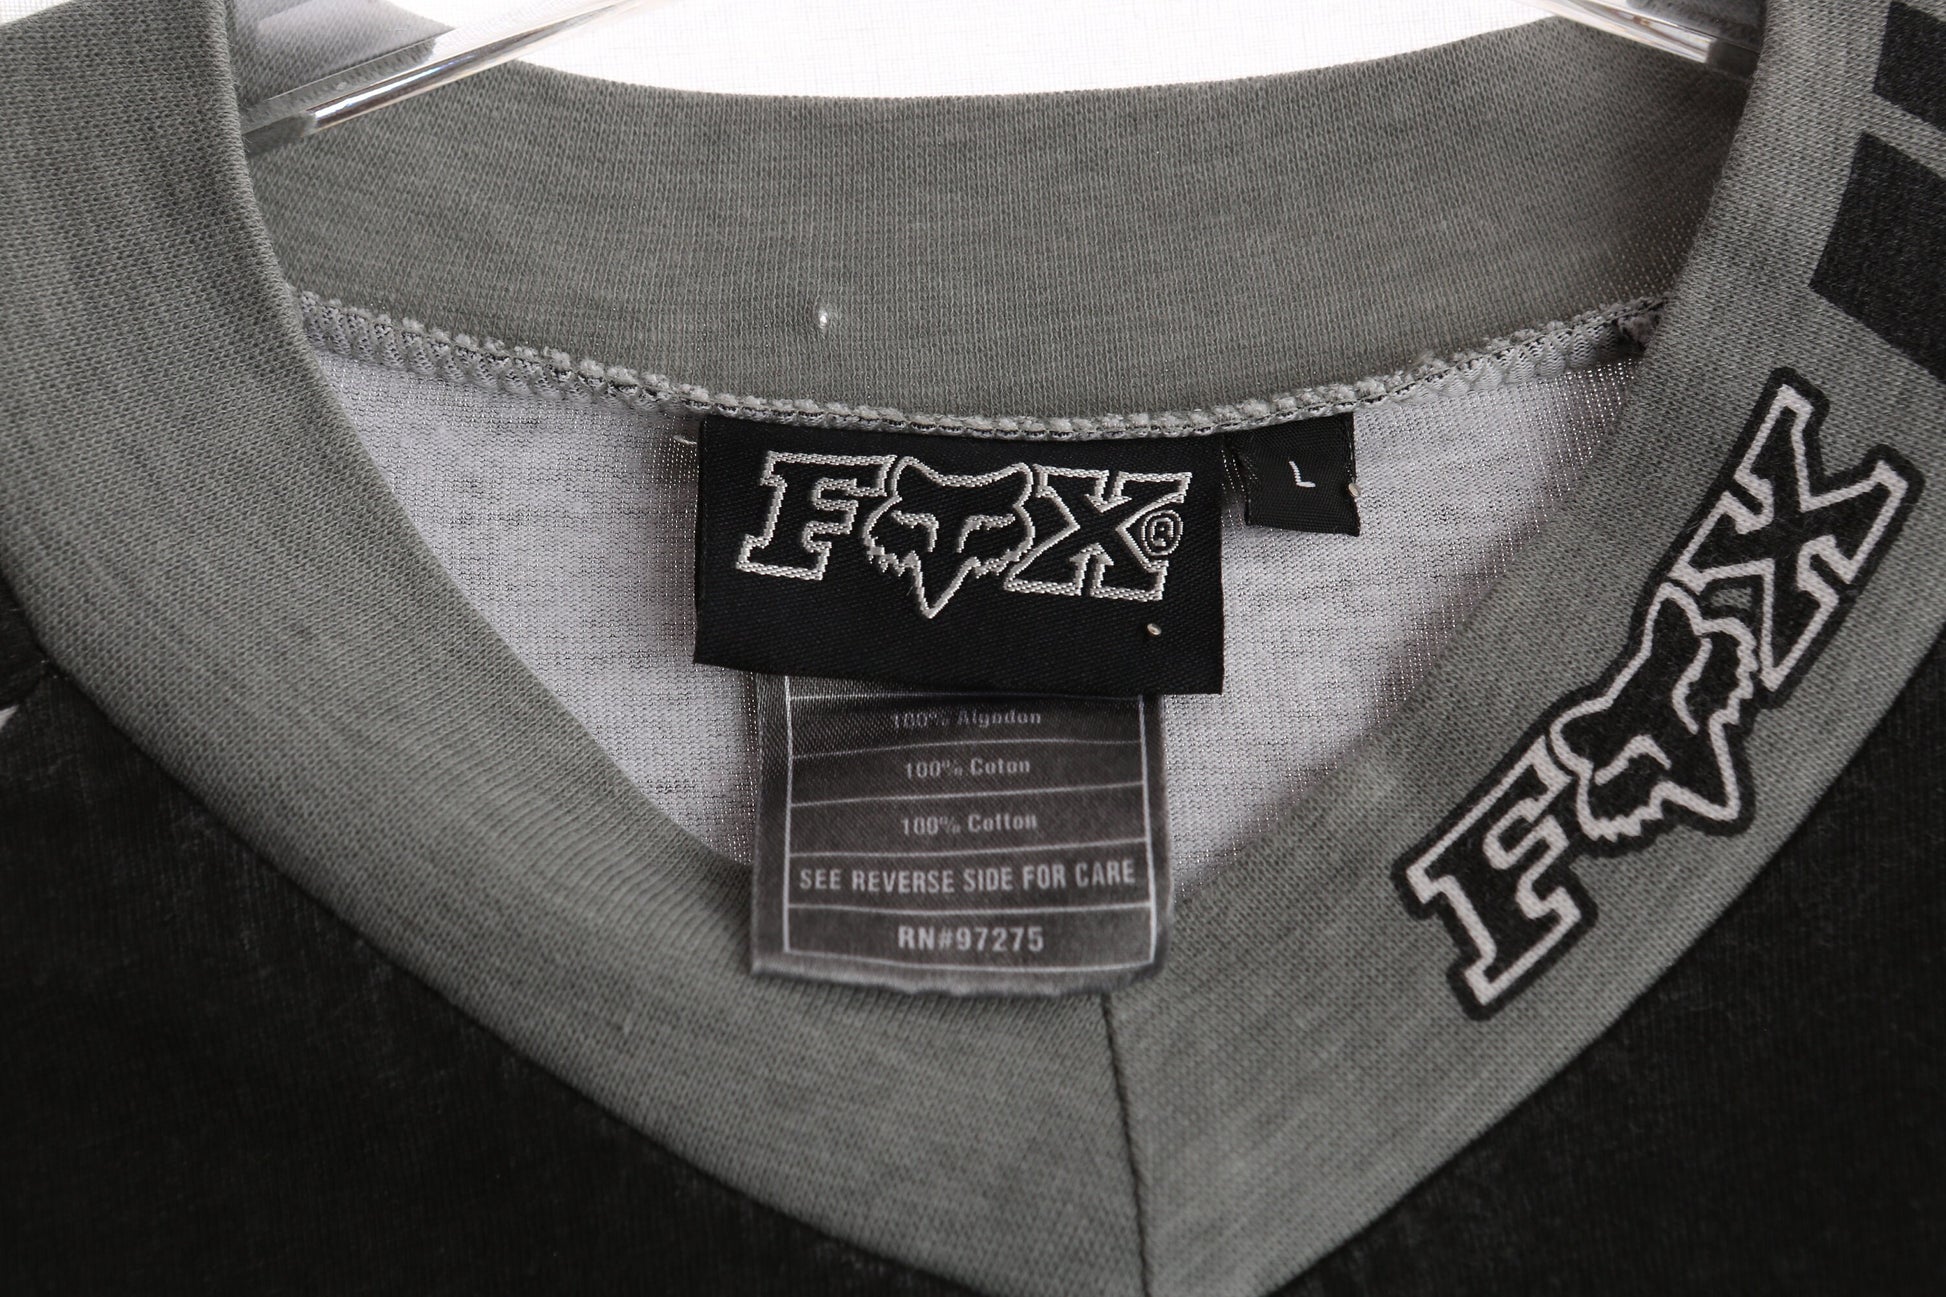 FOX®
L
100% Algodon
100% Coton
100% Cotton
SEE REVERSE SIDE FOR CARE
RN#97275
FOX